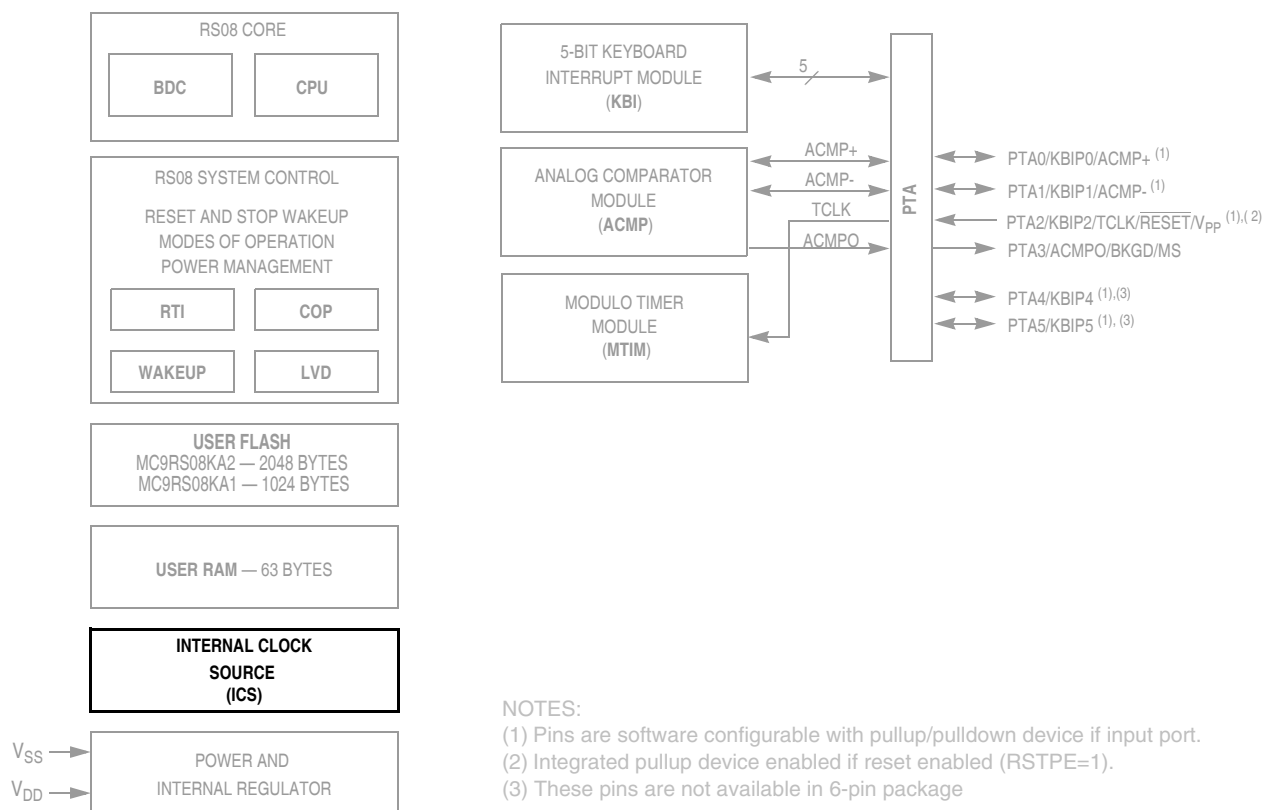 RS08 CORE
BDC
CPU
RS08 SYSTEM CONTROL
RESET AND STOP WAKEUP
MODES OF OPERATION
POWER MANAGEMENT
RTI
COP
WAKEUP
LVD
USER FLASH
MC9RS08KA2 — 2048 BYTES
MC9RS08KA1 — 1024 BYTES
USER RAM — 63 BYTES
INTERNAL CLOCK
SOURCE
(ICS)
VSS
VDD
POWER AND
INTERNAL REGULATOR
5-BIT KEYBOARD
INTERRUPT MODULE
(KBI)
5
ANALOG COMPARATOR
MODULE
(ACMP)
ACMP+
ACMP-
TCLK
ACMPO
MODULO TIMER
MODULE
(MTIM)
PTA
PTA0/KBIP0/ACMP+ (1)
PTA1/KBIP1/ACMP- (1)
PTA2/KBIP2/TCLK/RESET/VPP (1),( 2)
PTA3/ACMPO/BKGD/MS
PTA4/KBIP4 (1),(3)
PTA5/KBIP5 (1), (3)
NOTES:
(1) Pins are software configurable with pullup/pulldown device if input port.
(2) Integrated pullup device enabled if reset enabled (RSTPE=1).
(3) These pins are not available in 6-pin package